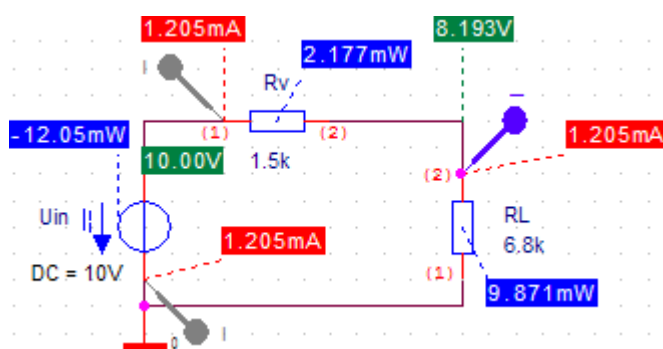 1.205mA
8.193V
I
2.177mW
Rv
-12.05mW
(1)
(2)
1.205mA
10.00V
1.5k
(2)
Uin
RL
6.8k
1.205mA
DC = 10V
(1)
9.871mW
0
I